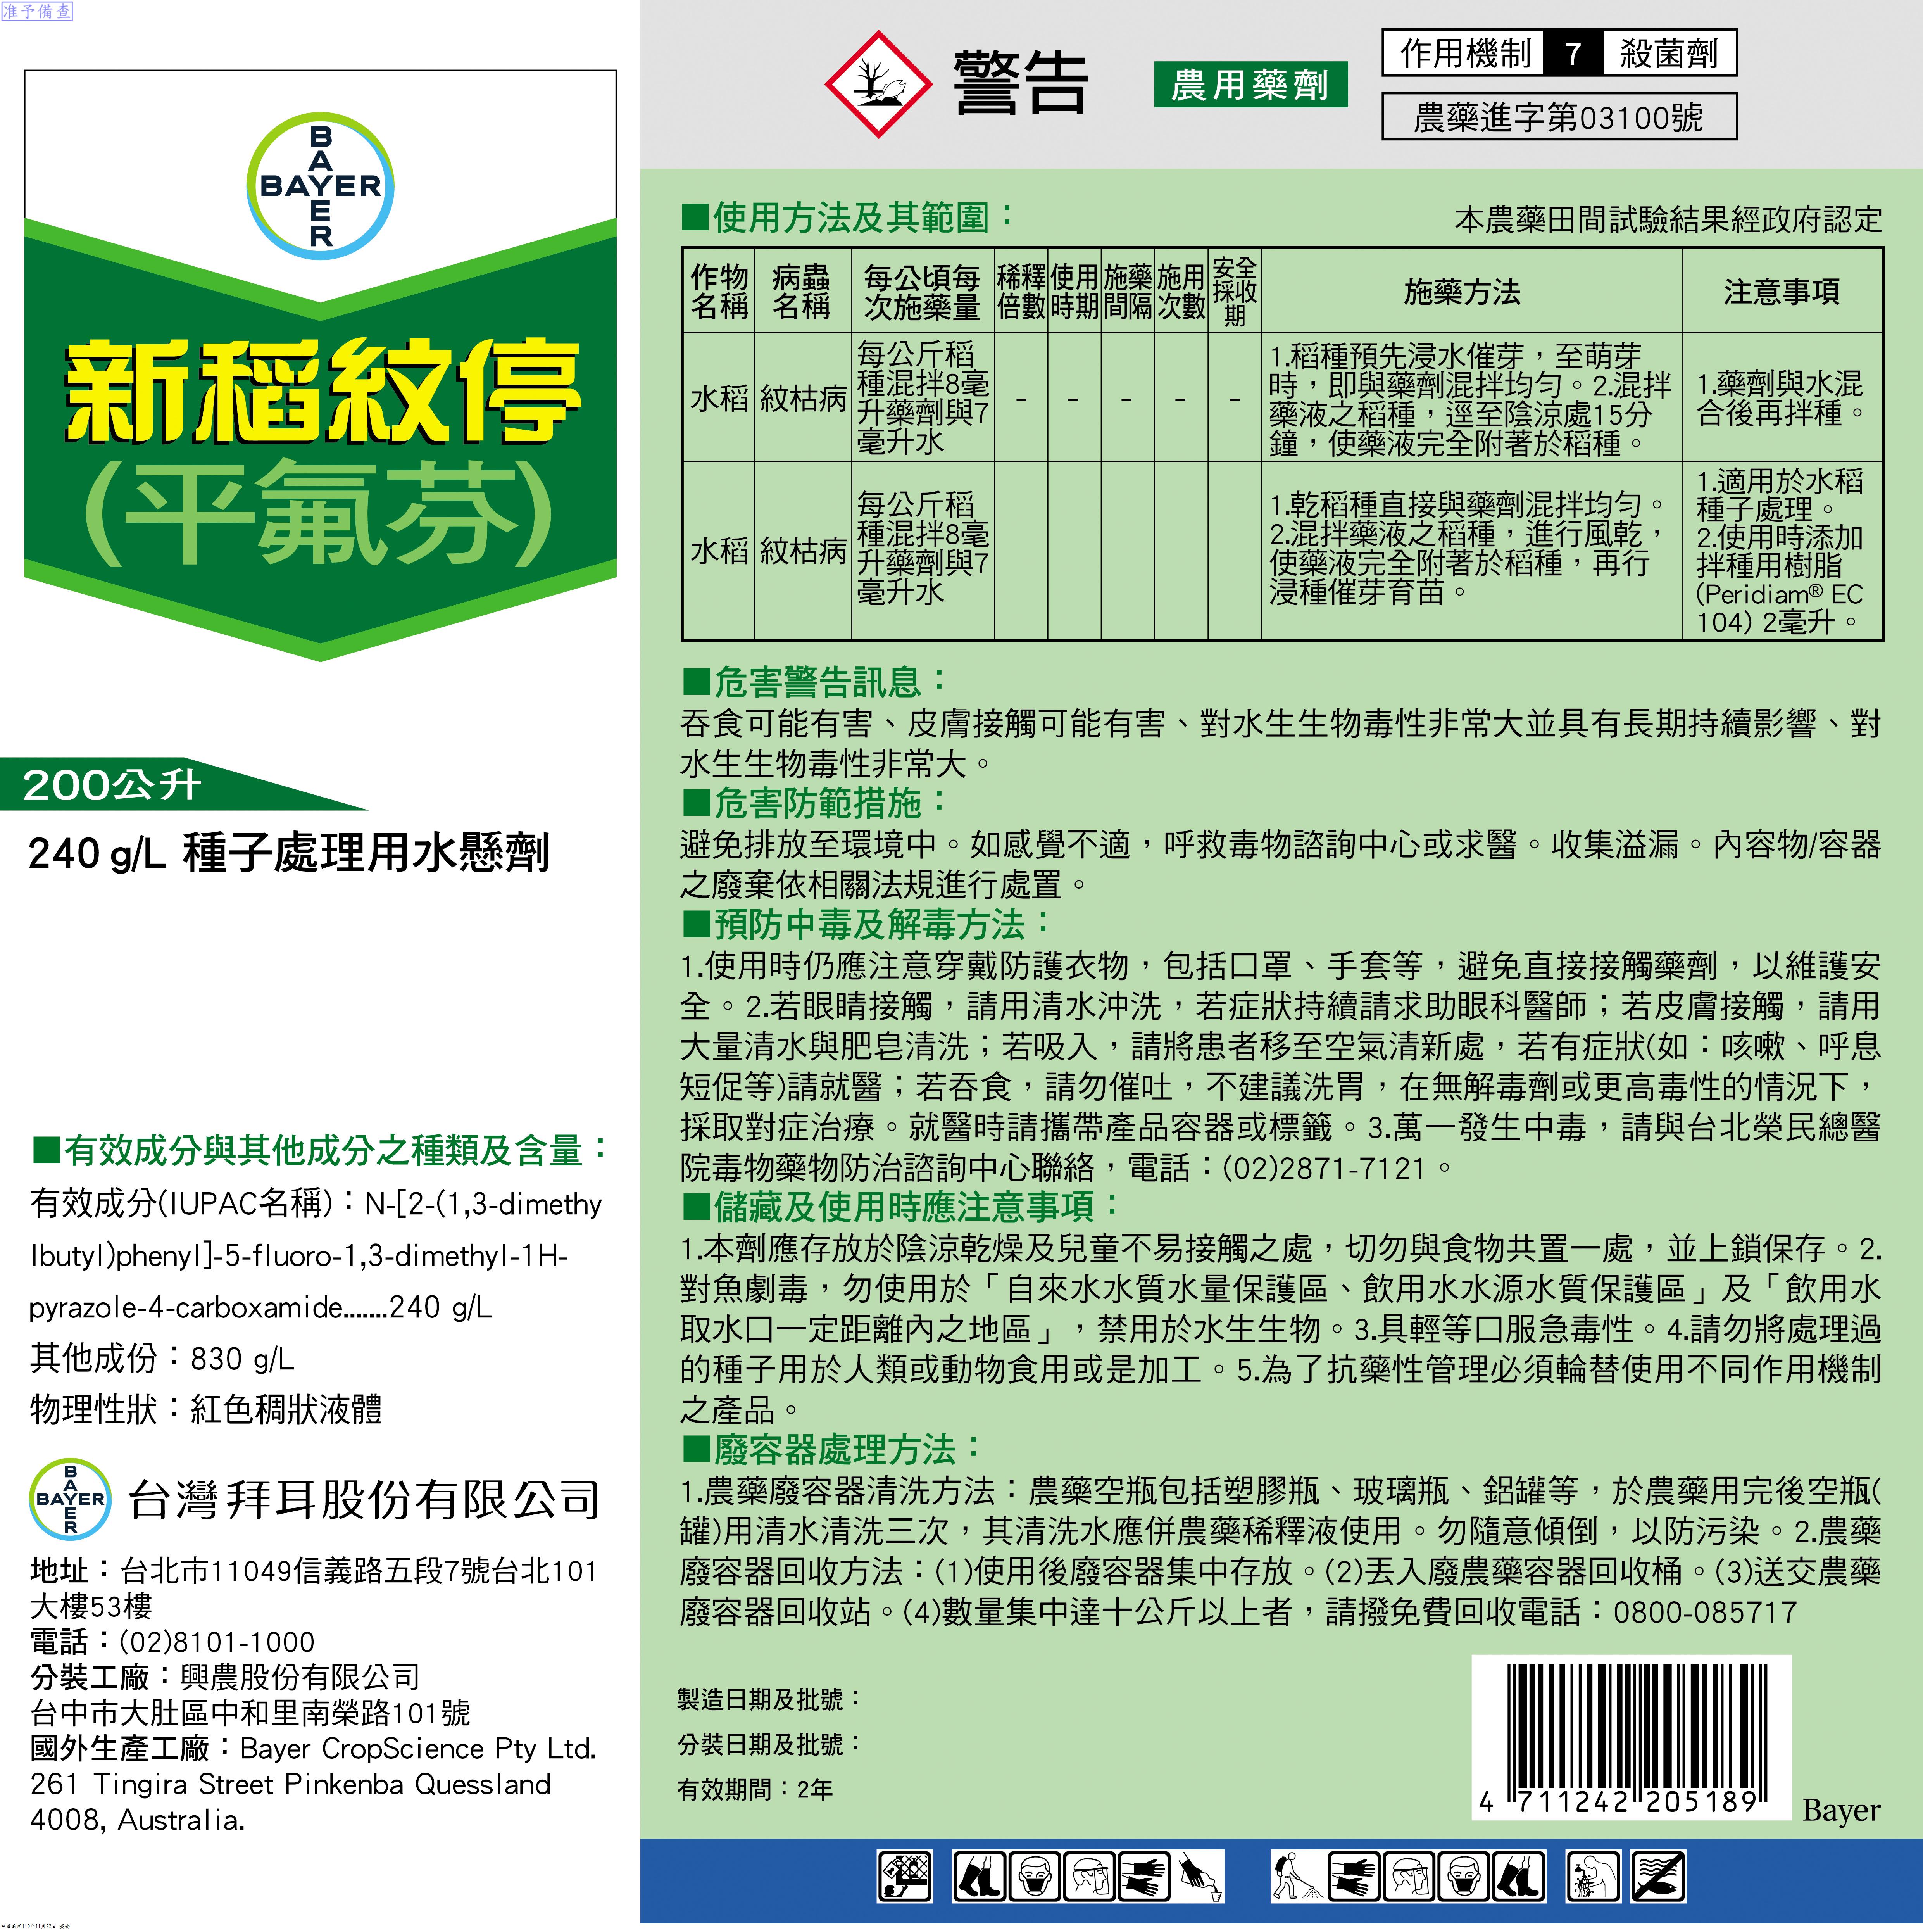 准予備查
BAYER
BAYER
新稻紋停
(平氟芬)
200公升
240 g/L 種子處理用水懸劑
■有效成分與其他成分之種類及含量：
有效成分(IUPAC名稱)：N-[2-(1,3-dimethy
lbutyl)phenyl]-5-fluoro-1,3-dimethyl-1H-
pyrazole-4-carboxamide.......240 g/L
其他成份：830 g/L
物理性狀：紅色稠狀液體
BAYER
BAYER
台灣拜耳股份有限公司
地址：台北市11049信義路五段7號台北101
大樓53樓
電話：(02)8101-1000
分裝工廠：興農股份有限公司
台中市大肚區中和里南榮路101號
國外生產工廠：Bayer CropScience Pty Ltd.
261 Tingira Street Pinkenba Quessland
4008, Australia.
警告
農用藥劑
作用機制 7 殺菌劑
農藥進字第03100號
■使用方法及其範圍：
本農藥田間試驗結果經政府認定
作物名稱 病蟲名稱 每公頃每次施藥量 稀釋倍數 使用時期 施藥間隔 施用次數 安全採收期 施藥方法 注意事項
水稻 紋枯病 每公斤稻種混拌8毫升藥劑與7毫升水 - - - - - 1.稻種預先浸水催芽，至萌芽時，即與藥劑混拌均勻。2.混拌藥液之稻種，逕至陰涼處15分鐘，使藥液完全附著於稻種。 1.藥劑與水混合後再拌種。
水稻 紋枯病 每公斤稻種混拌8毫升藥劑與7毫升水 1.乾稻種直接與藥劑混拌均勻。2.混拌藥液之稻種，進行風乾，使藥液完全附著於稻種，再行浸種催芽育苗。 1.適用於水稻種子處理。2.使用時添加拌種用樹脂(Peridiam® EC 104) 2毫升。
■危害警告訊息：
吞食可能有害、皮膚接觸可能有害、對水生生物毒性非常大並具有長期持續影響、對
水生生物毒性非常大。
■危害防範措施：
避免排放至環境中。如感覺不適，呼救毒物諮詢中心或求醫。收集溢漏。內容物/容器
之廢棄依相關法規進行處置。
■預防中毒及解毒方法：
1.使用時仍應注意穿戴防護衣物，包括口罩、手套等，避免直接接觸藥劑，以維護安
全。2.若眼睛接觸，請用清水沖洗，若症狀持續請求助眼科醫師；若皮膚接觸，請用
大量清水與肥皂清洗；若吸入，請將患者移至空氣清新處，若有症狀(如：咳嗽、呼息
短促等)請就醫；若吞食，請勿催吐，不建議洗胃，在無解毒劑或更高毒性的情況下，
採取對症治療。就醫時請攜帶產品容器或標籤。3.萬一發生中毒，請與台北榮民總醫
院毒物藥物防治諮詢中心聯絡，電話：(02)2871-7121。
■儲藏及使用時應注意事項：
1.本劑應存放於陰涼乾燥及兒童不易接觸之處，切勿與食物共置一處，並上鎖保存。2.
對魚劇毒，勿使用於「自來水水質水量保護區、飲用水水源水質保護區」及「飲用水
取水口一定距離內之地區」，禁用於水生生物。3.具輕等口服急毒性。4.請勿將處理過
的種子用於人類或動物食用或是加工。5.為了抗藥性管理必須輪替使用不同作用機制
之產品。
■廢容器處理方法：
1.農藥廢容器清洗方法：農藥空瓶包括塑膠瓶、玻璃瓶、鋁罐等，於農藥用完後空瓶(
罐)用清水清洗三次，其清洗水應併農藥稀釋液使用。勿隨意傾倒，以防污染。2.農藥
廢容器回收方法：(1)使用後廢容器集中存放。(2)丟入廢農藥容器回收桶。(3)送交農藥
廢容器回收站。(4)數量集中達十公斤以上者，請撥免費回收電話：0800-085717
製造日期及批號：
分裝日期及批號：
有效期間：2年
4 711242 205189
Bayer